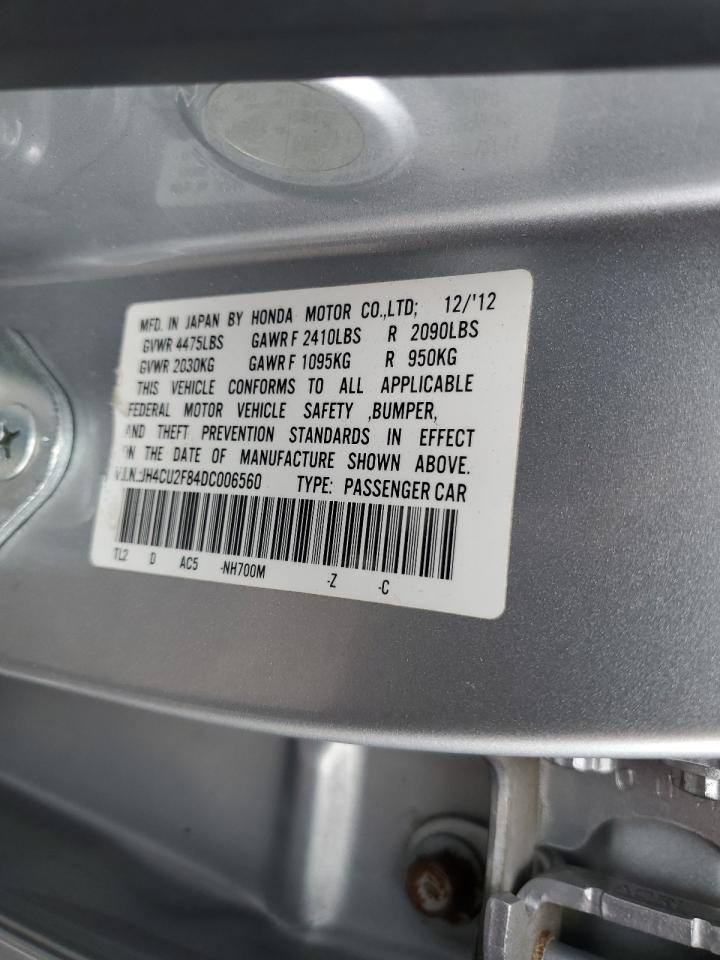 MFD. IN JAPAN BY HONDA MOTOR CO.,LTD; 12/'12
GVWR 4475LBS GAWR F 2410LBS R 2090LBS
GVWR 2030KG GAWR F 1095KG R 950KG
THIS VEHICLE CONFORMS TO ALL APPLICABLE
FEDERAL MOTOR VEHICLE SAFETY ,BUMPER,
AND THEFT PREVENTION STANDARDS IN EFFECT
ON THE DATE OF MANUFACTURE SHOWN ABOVE.
V.I.N.:JH4CU2F84DC006560 TYPE: PASSENGER CAR
TL2 D AC5 -NH700M -Z -C